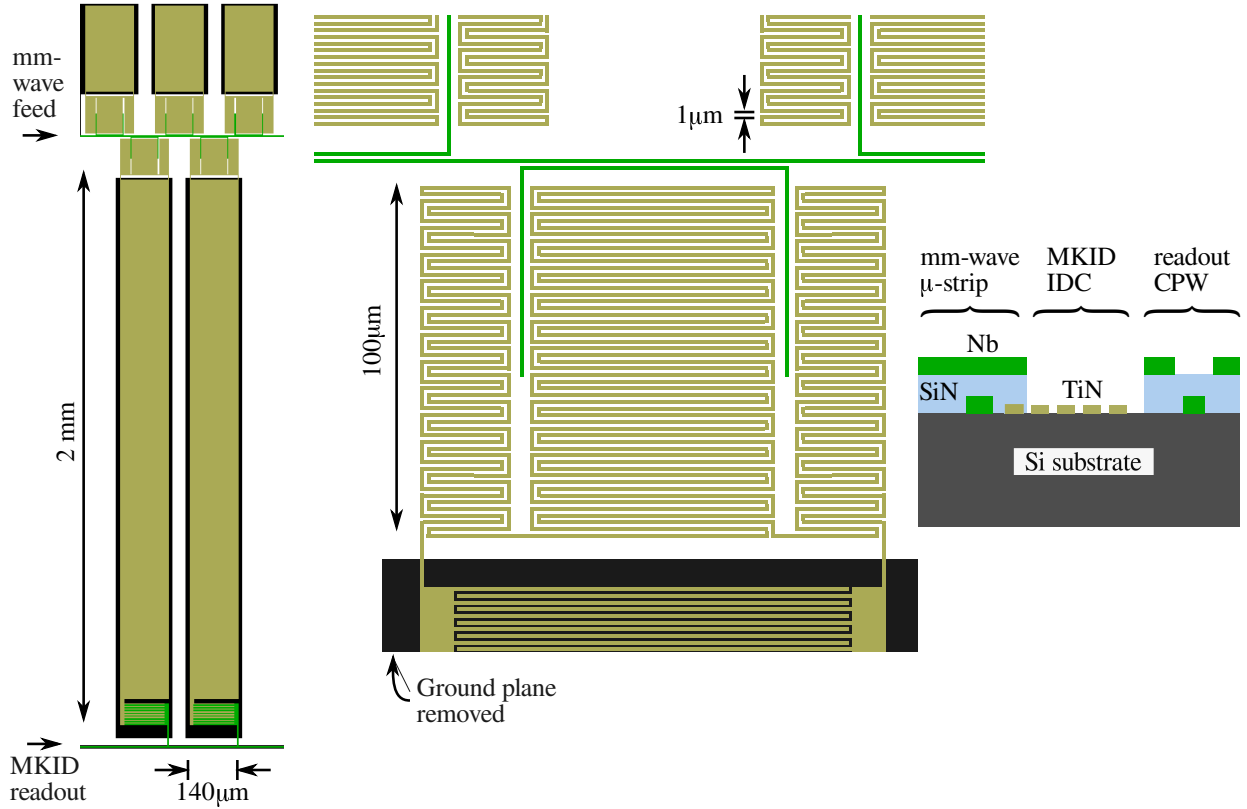 mm-
wave
feed
2 mm
MKID
readout
140μm
1μm
100μm
Ground plane
removed
mm-wave
μ-strip
MKID
IDC
readout
CPW
Nb
SiN
TiN
Si substrate